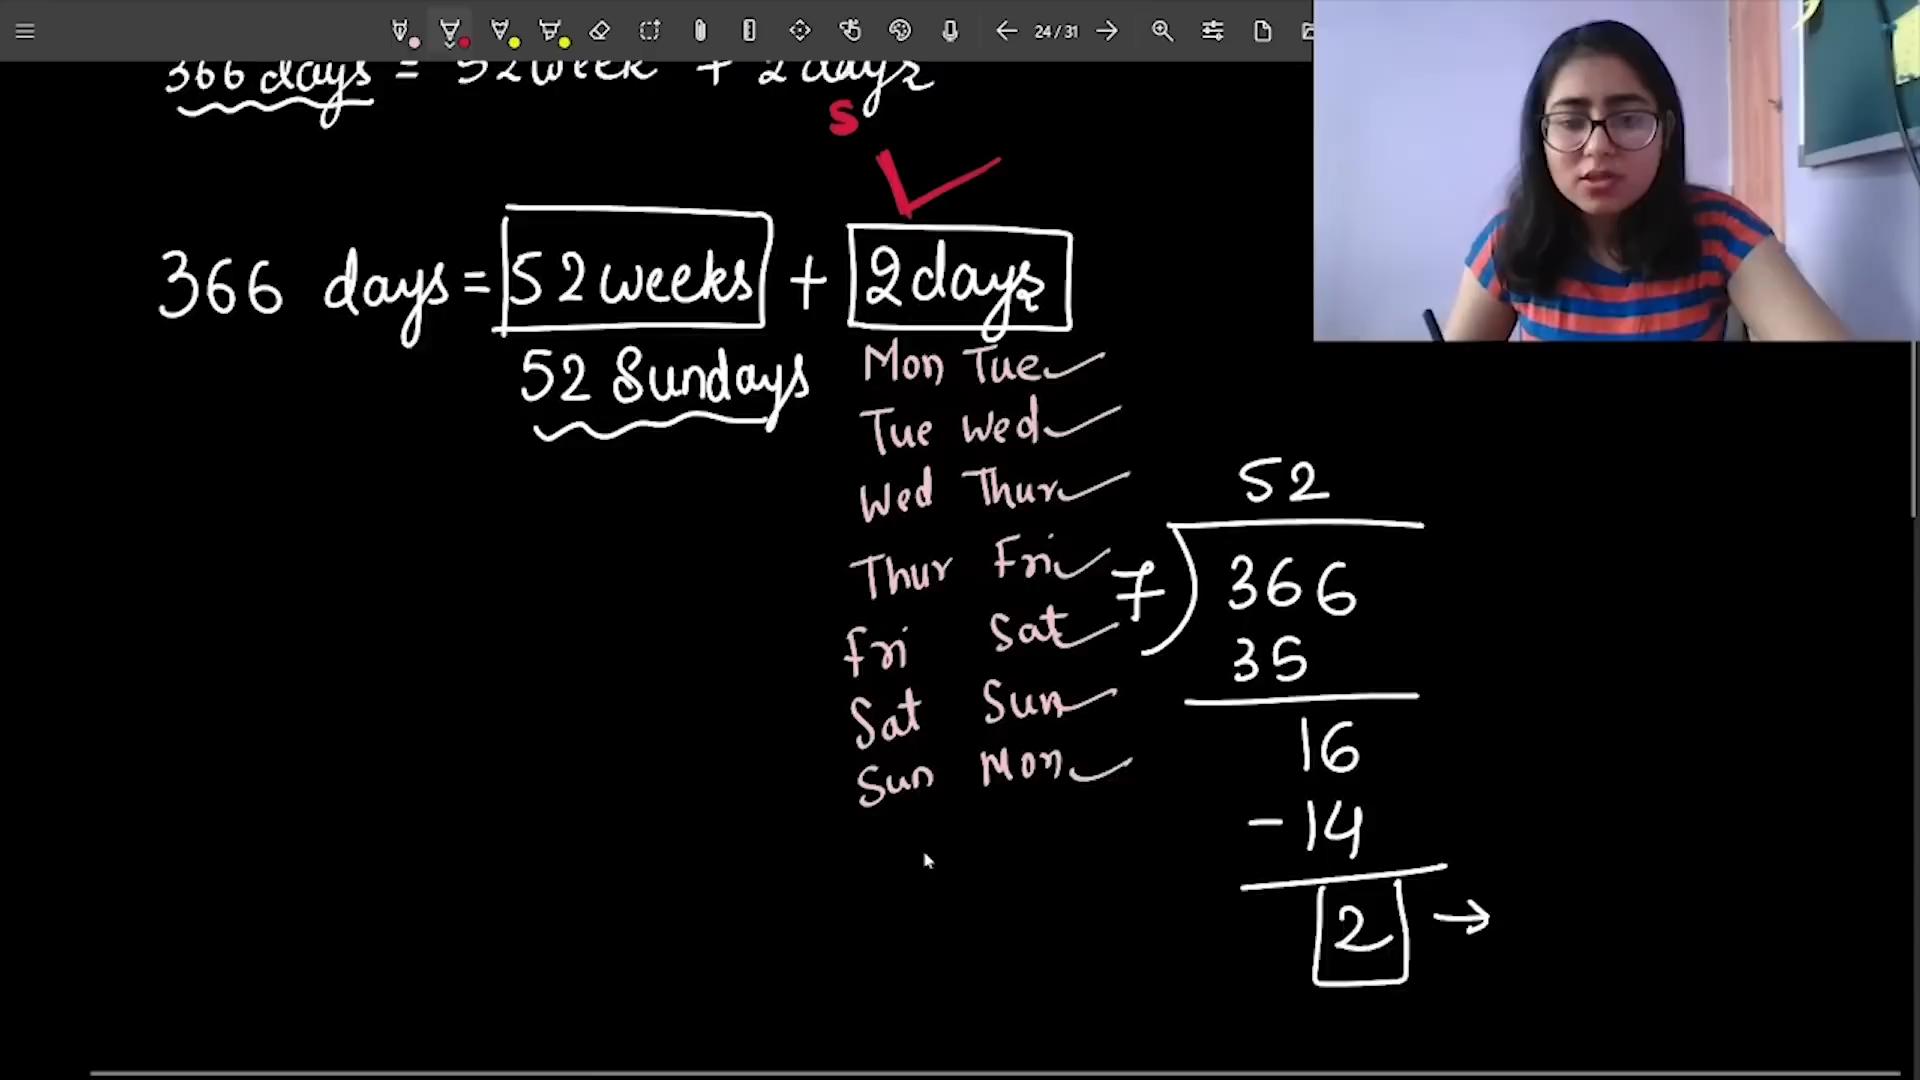 24/31
366 days = 52 week + 2 days
S
366 days = 52 weeks + 2 days
52 Sundays
Mon Tue
Tue Wed
Wed Thur
Thur Fri
Fri Sat
Sat Sun
Sun Mon
52
7 366
35
16
- 14
2 →